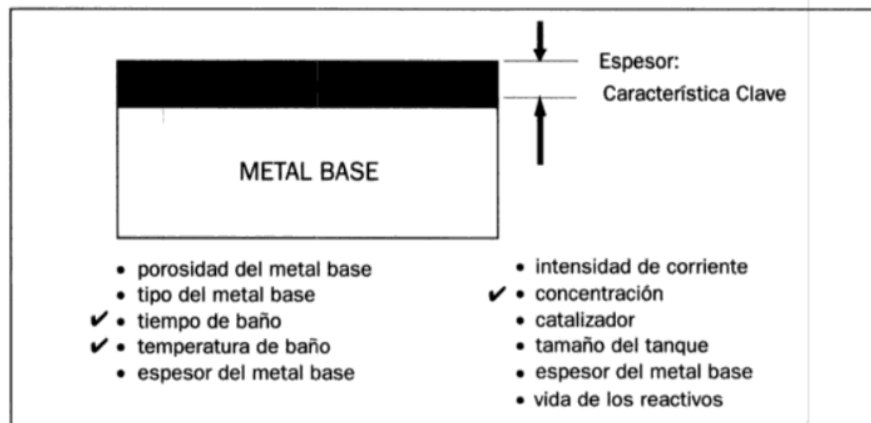 Espesor:
Característica Clave
METAL BASE
• porosidad del metal base
• tipo del metal base
✔ • tiempo de baño
✔ • temperatura de baño
• espesor del metal base
• intensidad de corriente
✔ • concentración
• catalizador
• tamaño del tanque
• espesor del metal base
• vida de los reactivos